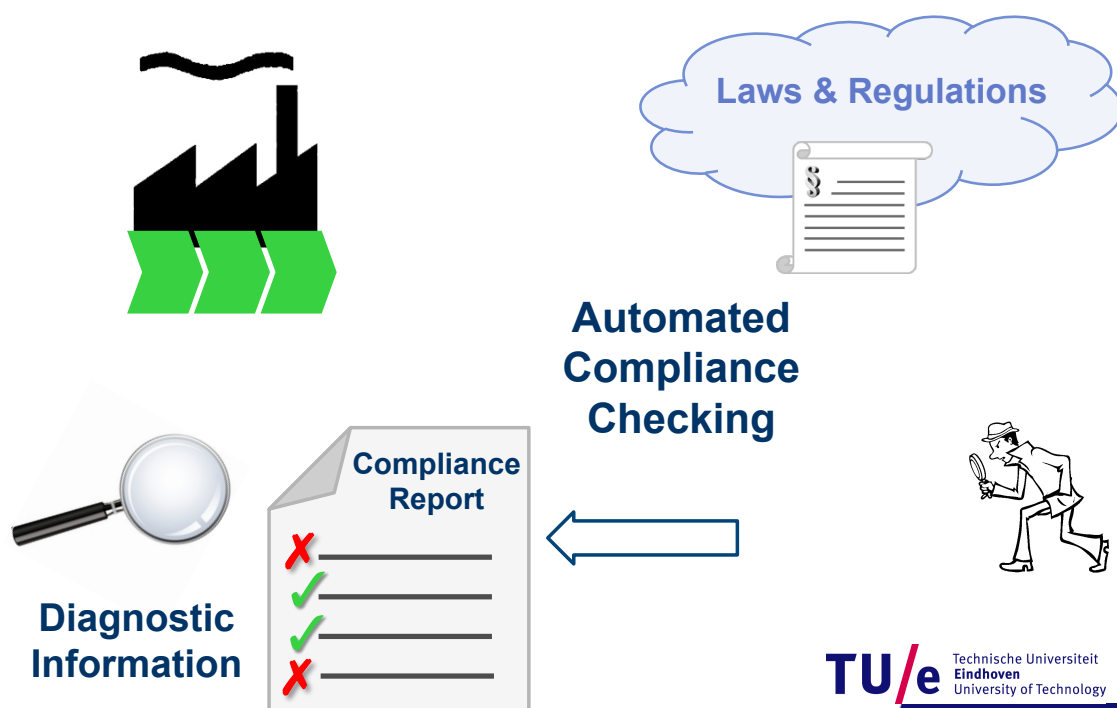 Laws & Regulations
§
Automated
Compliance
Checking
Compliance
Report
Diagnostic
Information
TU/e
Technische Universiteit
Eindhoven
University of Technology